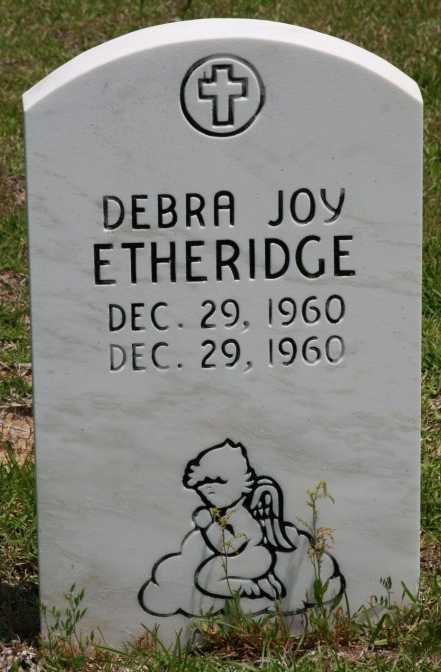 DEBRA JOY
ETHERIDGE
DEC. 29, 1960
DEC. 29, 1960